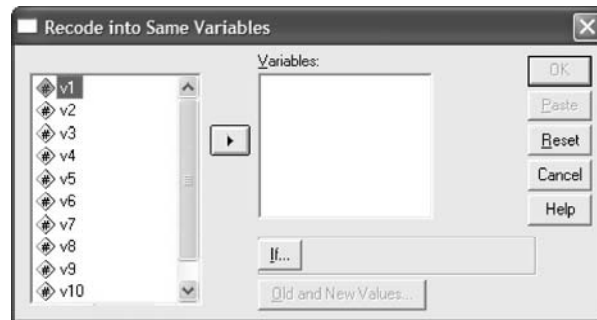 Recode into Same Variables
Variables:
v1
v2
v3
v4
v5
v6
v7
v8
v9
v10
If...
Old and New Values...
OK
Paste
Reset
Cancel
Help